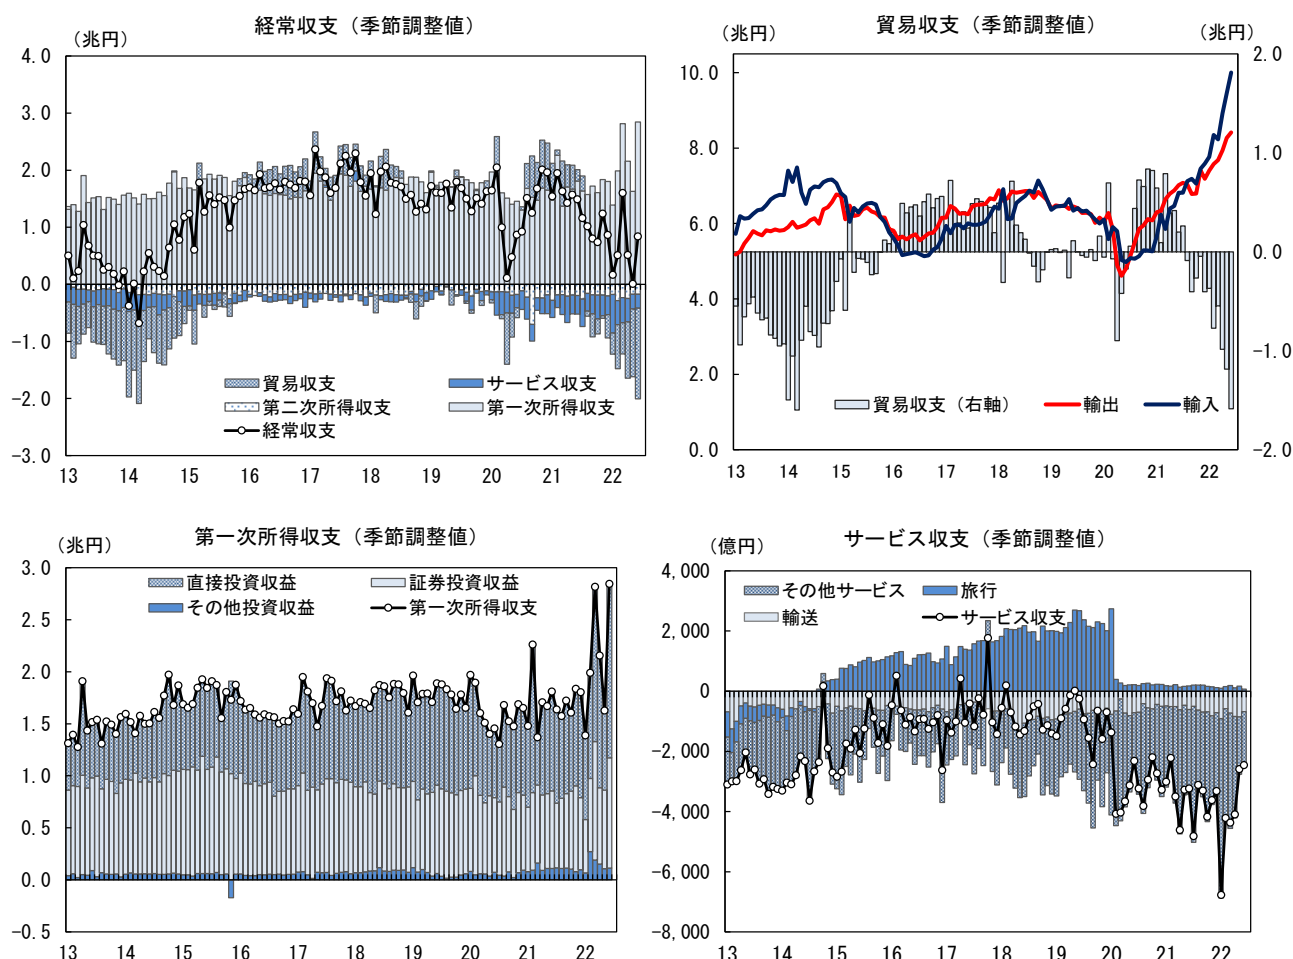 経常収支（季節調整値）
（兆円）
4.0
3.0
2.0
1.0
0.0
-1.0
-2.0
-3.0
貿易収支
サービス収支
第二次所得収支
第一次所得収支
経常収支
13 14 15 16 17 18 19 20 21 22
貿易収支（季節調整値）
（兆円）
（兆円）
10.0
8.0
6.0
4.0
2.0
0.0
2.0
1.0
0.0
-1.0
-2.0
貿易収支（右軸）
輸出
輸入
13 14 15 16 17 18 19 20 21 22
第一次所得収支（季節調整値）
（兆円）
3.0
2.5
2.0
1.5
1.0
0.5
0.0
-0.5
直接投資収益
証券投資収益
その他投資収益
第一次所得収支
13 14 15 16 17 18 19 20 21 22
サービス収支（季節調整値）
（億円）
4,000
2,000
0
-2,000
-4,000
-6,000
-8,000
その他サービス
旅行
輸送
サービス収支
13 14 15 16 17 18 19 20 21 22